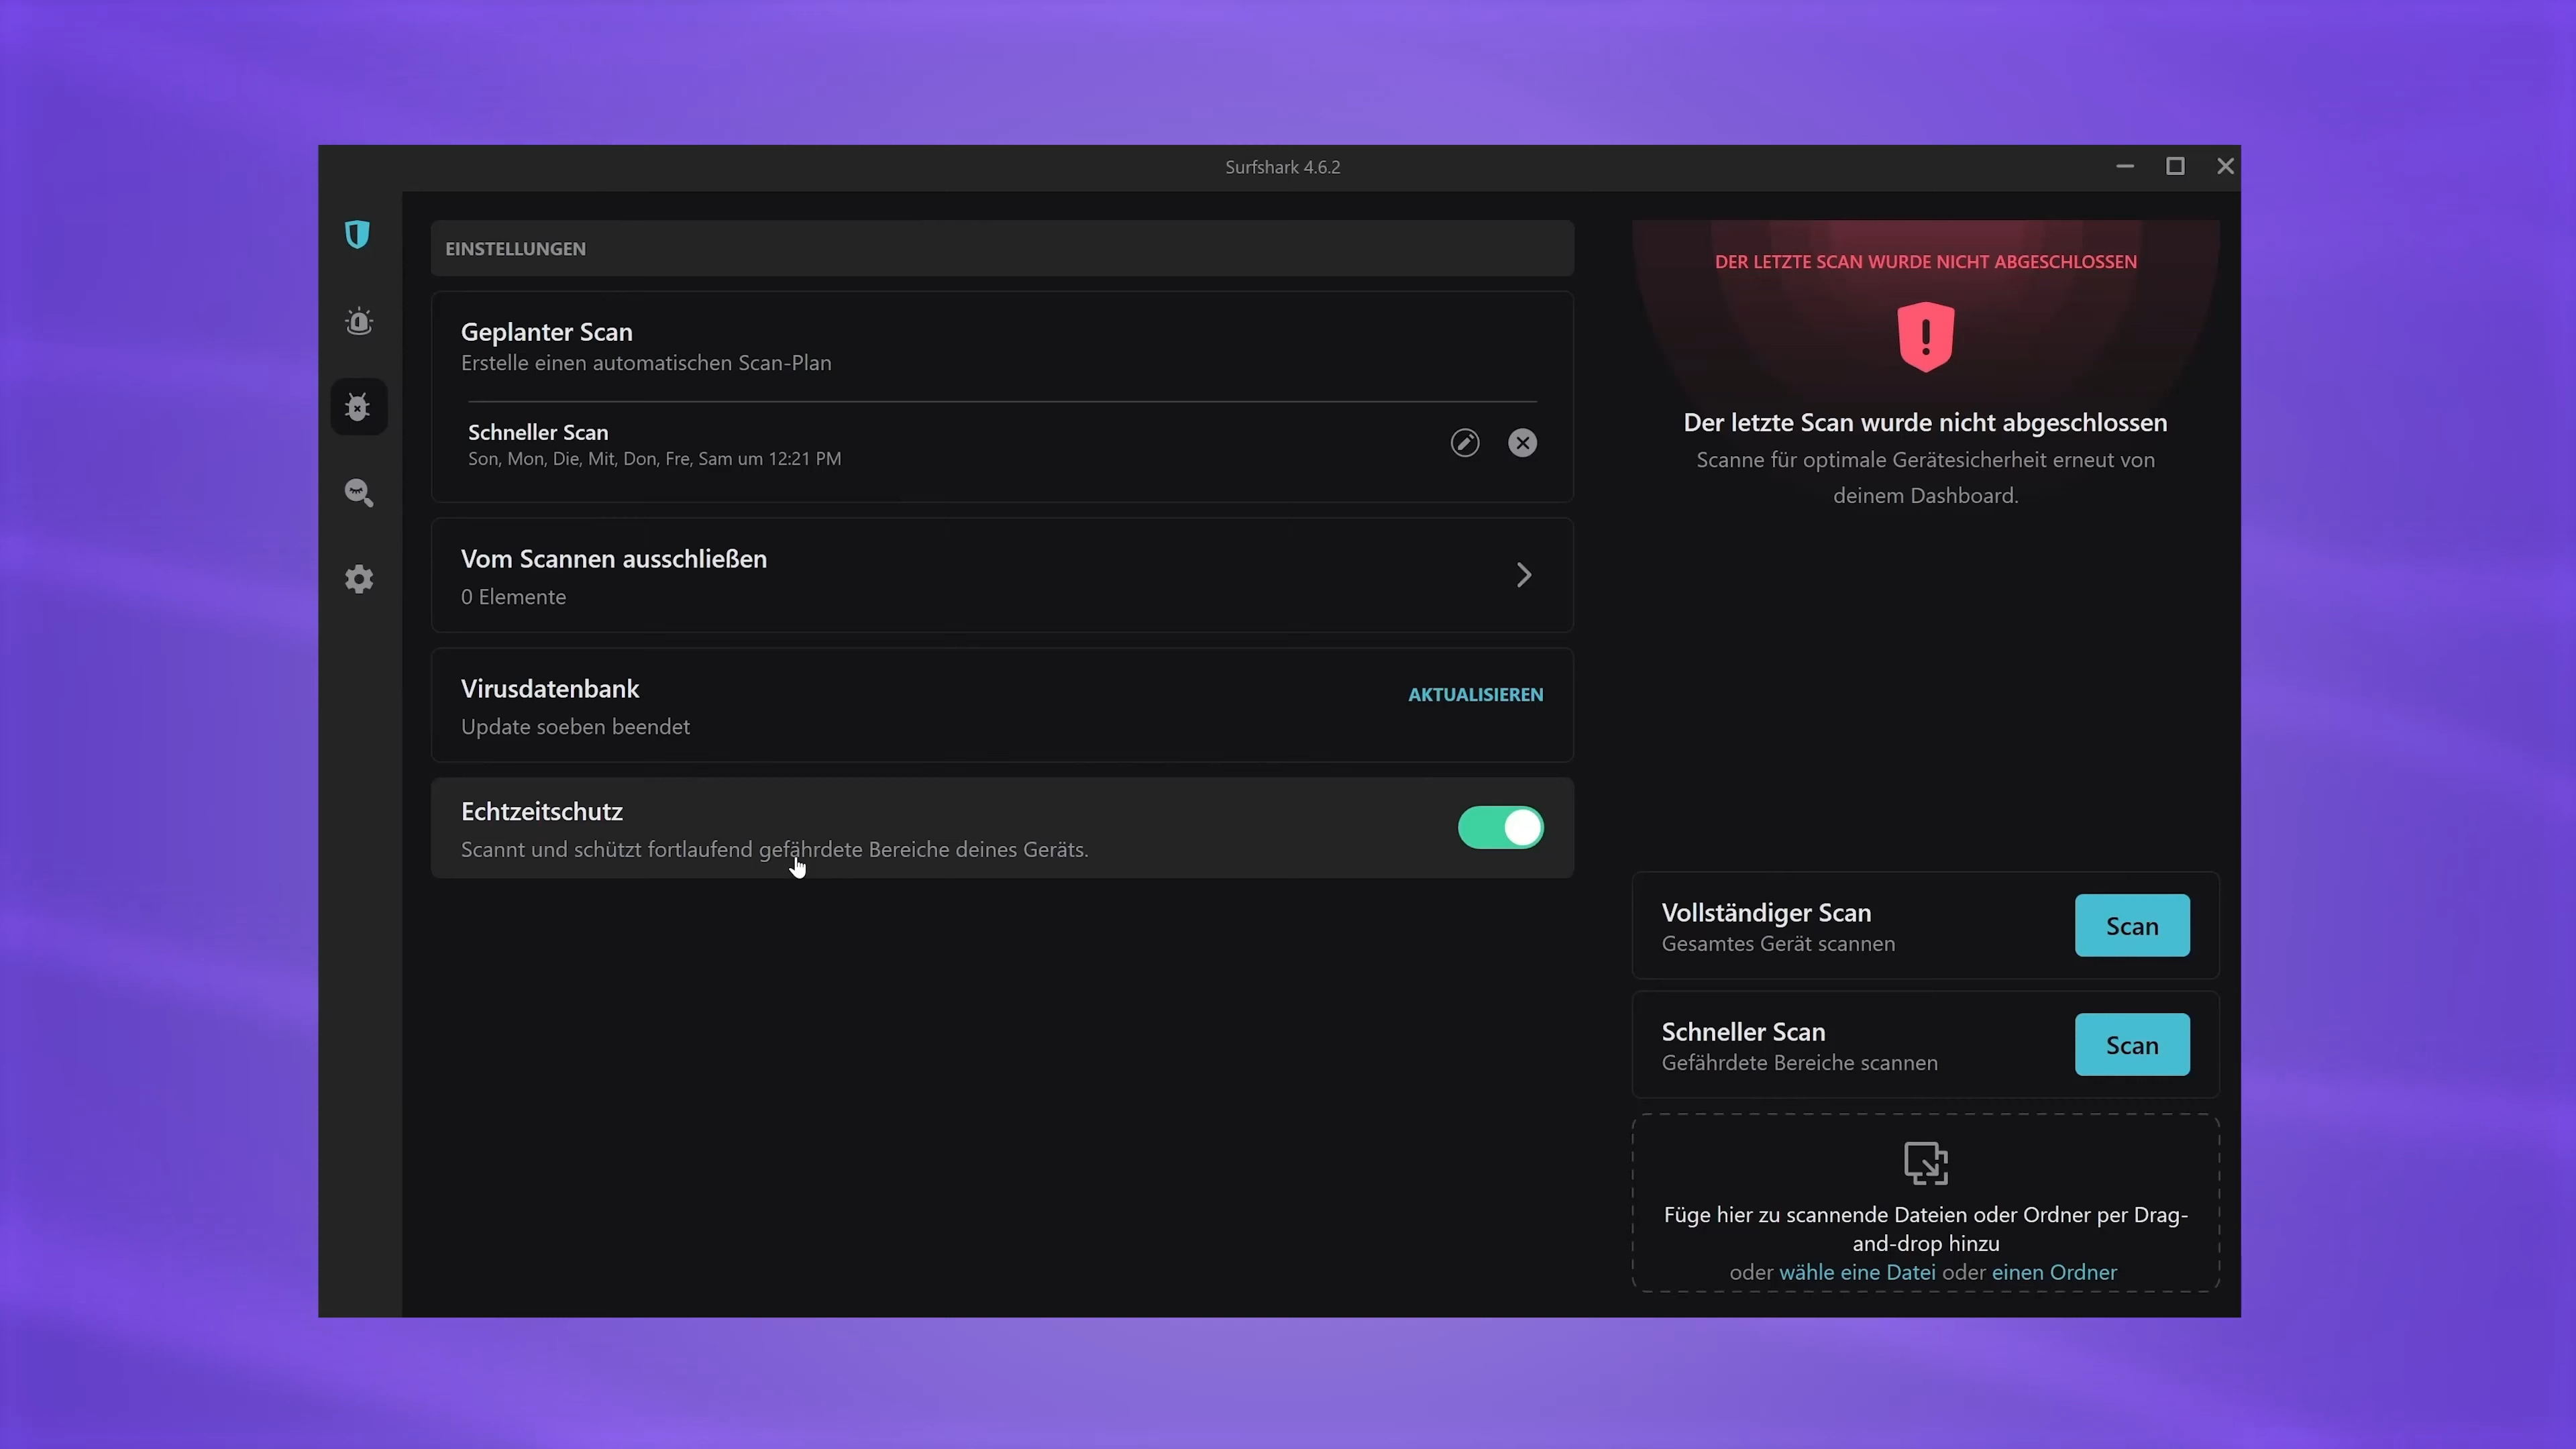 Surfshark 4.6.2
EINSTELLUNGEN
Geplanter Scan
Erstelle einen automatischen Scan-Plan
Schneller Scan
Son, Mon, Die, Mit, Don, Fre, Sam um 12:21 PM
Vom Scannen ausschließen
0 Elemente
Virusdatenbank
AKTUALISIEREN
Update soeben beendet
Echtzeitschutz
Scannt und schützt fortlaufend gefährdete Bereiche deines Geräts.
DER LETZTE SCAN WURDE NICHT ABGESCHLOSSEN
Der letzte Scan wurde nicht abgeschlossen
Scanne für optimale Gerätesicherheit erneut von
deinem Dashboard.
Vollständiger Scan
Gesamtes Gerät scannen
Scan
Schneller Scan
Gefährdete Bereiche scannen
Scan
Füge hier zu scannende Dateien oder Ordner per Drag-
and-drop hinzu
oder wähle eine Datei oder einen Ordner